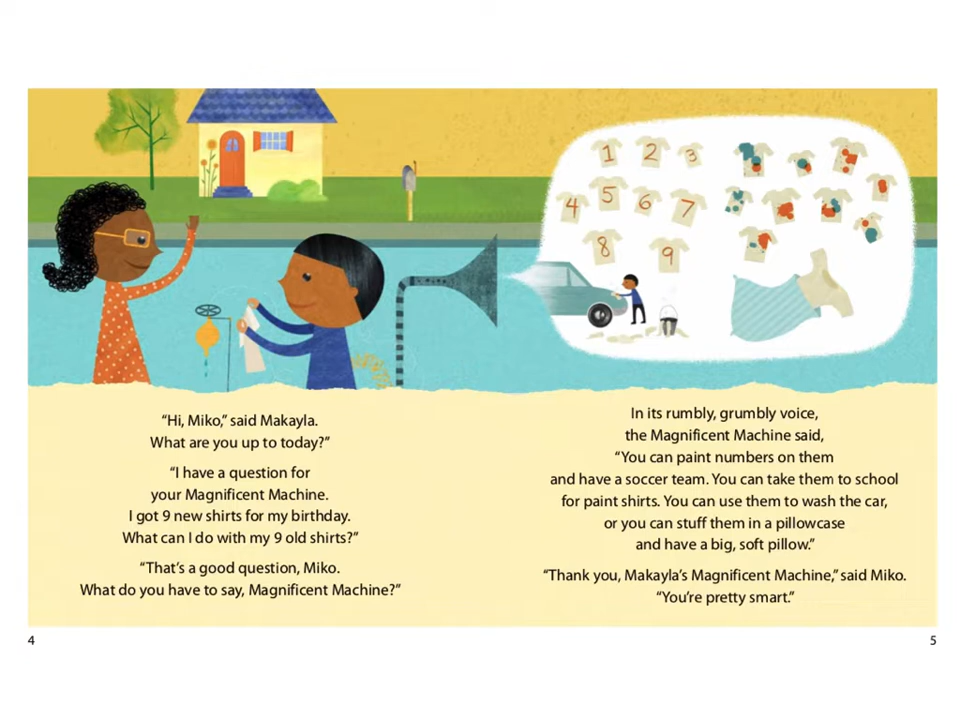 1 2 3
4 5 6 7
8 9
“Hi, Miko,” said Makayla.
What are you up to today?”
“I have a question for
your Magnificent Machine.
I got 9 new shirts for my birthday.
What can I do with my 9 old shirts?”
“That’s a good question, Miko.
What do you have to say, Magnificent Machine?”
In its rumbly, grumbly voice,
the Magnificent Machine said,
“You can paint numbers on them
and have a soccer team. You can take them to school
for paint shirts. You can use them to wash the car,
or you can stuff them in a pillowcase
and have a big, soft pillow.”
“Thank you, Makayla’s Magnificent Machine,” said Miko.
“You’re pretty smart.”
4
5